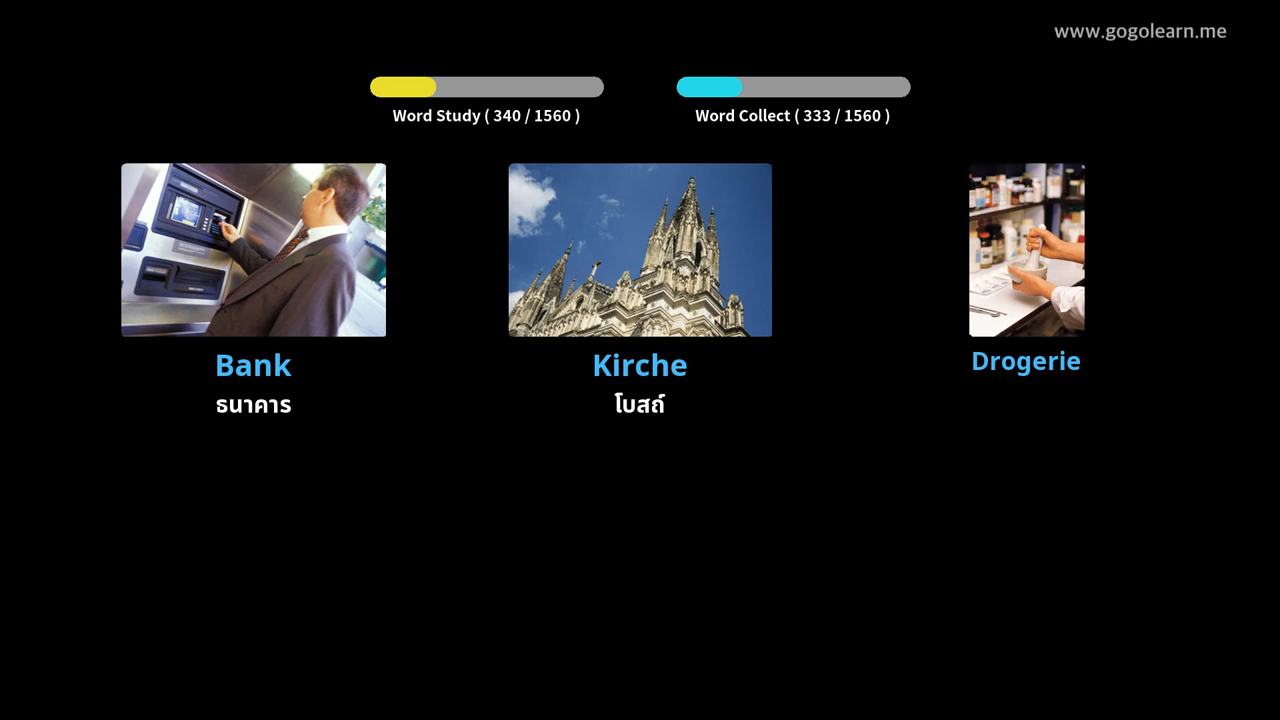 www.gogolearn.me
Word Study ( 340 / 1560 )
Word Collect ( 333 / 1560 )
Bank
Kirche
Drogerie
ธนาคาร
โบสถ์